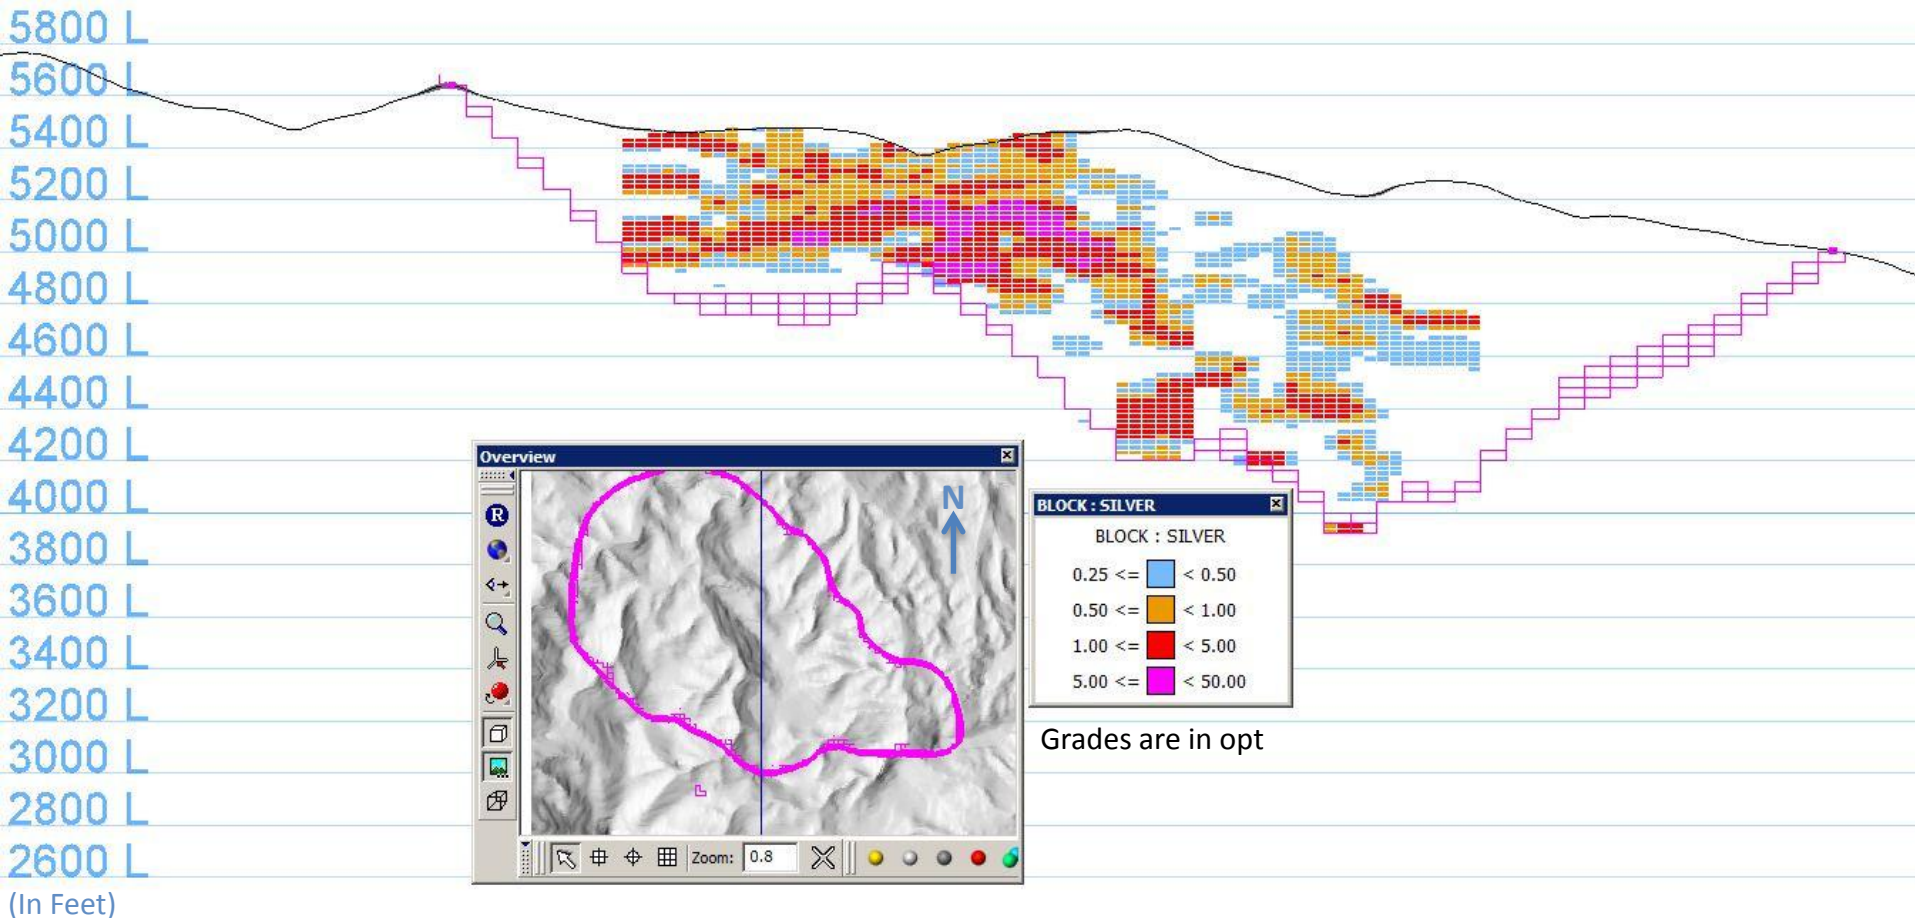 5800 L
5600 L
5400 L
5200 L
5000 L
4800 L
4600 L
4400 L
4200 L
4000 L
3800 L
3600 L
3400 L
3200 L
3000 L
2800 L
2600 L
(In Feet)
Overview
R
N
Zoom: 0.8
BLOCK : SILVER
BLOCK : SILVER
0.25 <= < 0.50
0.50 <= < 1.00
1.00 <= < 5.00
5.00 <= < 50.00
Grades are in opt